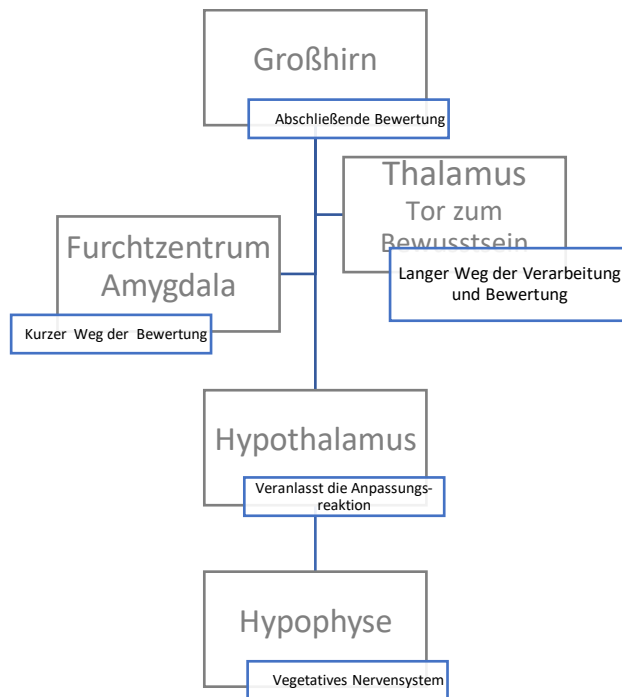 Großhirn
Abschließende Bewertung
Thalamus
Tor zum
Bewusstsein
Langer Weg der Verarbeitung
und Bewertung
Furchtzentrum
Amygdala
Kurzer Weg der Bewertung
Hypothalamus
Veranlasst die Anpassungs-
reaktion
Hypophyse
Vegetatives Nervensystem